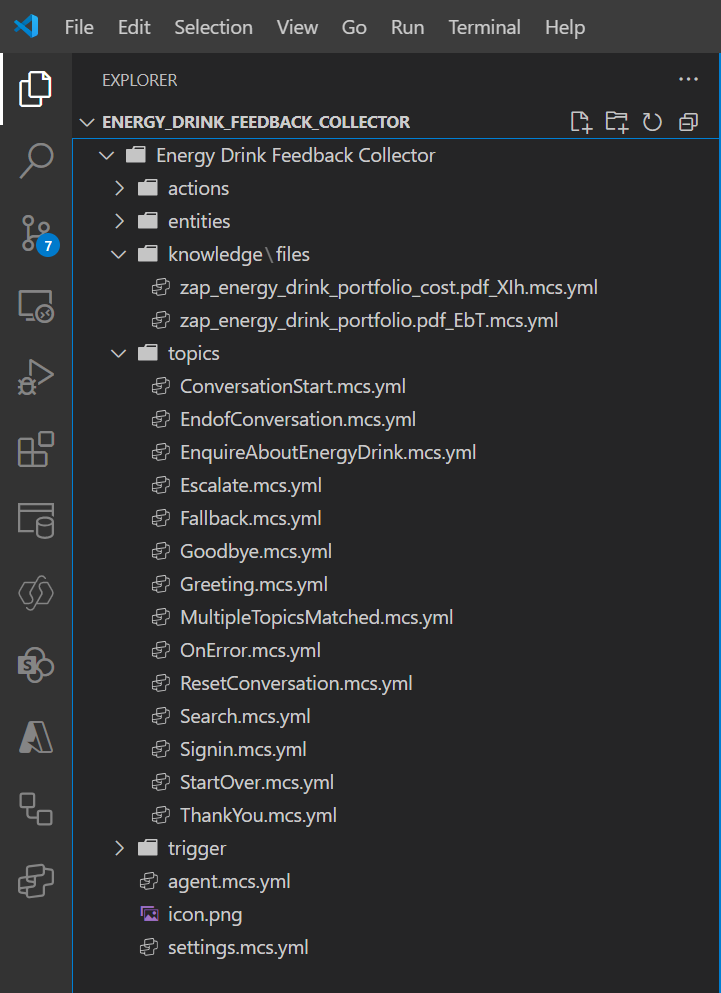 File Edit Selection View Go Run Terminal Help
EXPLORER
ENERGY_DRINK_FEEDBACK_COLLECTOR
Energy Drink Feedback Collector
actions
entities
7
knowledge\files
zap_energy_drink_portfolio_cost.pdf_XIh.mcs.yml
zap_energy_drink_portfolio.pdf_EbT.mcs.yml
topics
ConversationStart.mcs.yml
EndofConversation.mcs.yml
EnquireAboutEnergyDrink.mcs.yml
Escalate.mcs.yml
Fallback.mcs.yml
Goodbye.mcs.yml
Greeting.mcs.yml
MultipleTopicsMatched.mcs.yml
OnError.mcs.yml
S
ResetConversation.mcs.yml
Search.mcs.yml
Signin.mcs.yml
StartOver.mcs.yml
ThankYou.mcs.yml
trigger
agent.mcs.yml
icon.png
settings.mcs.yml